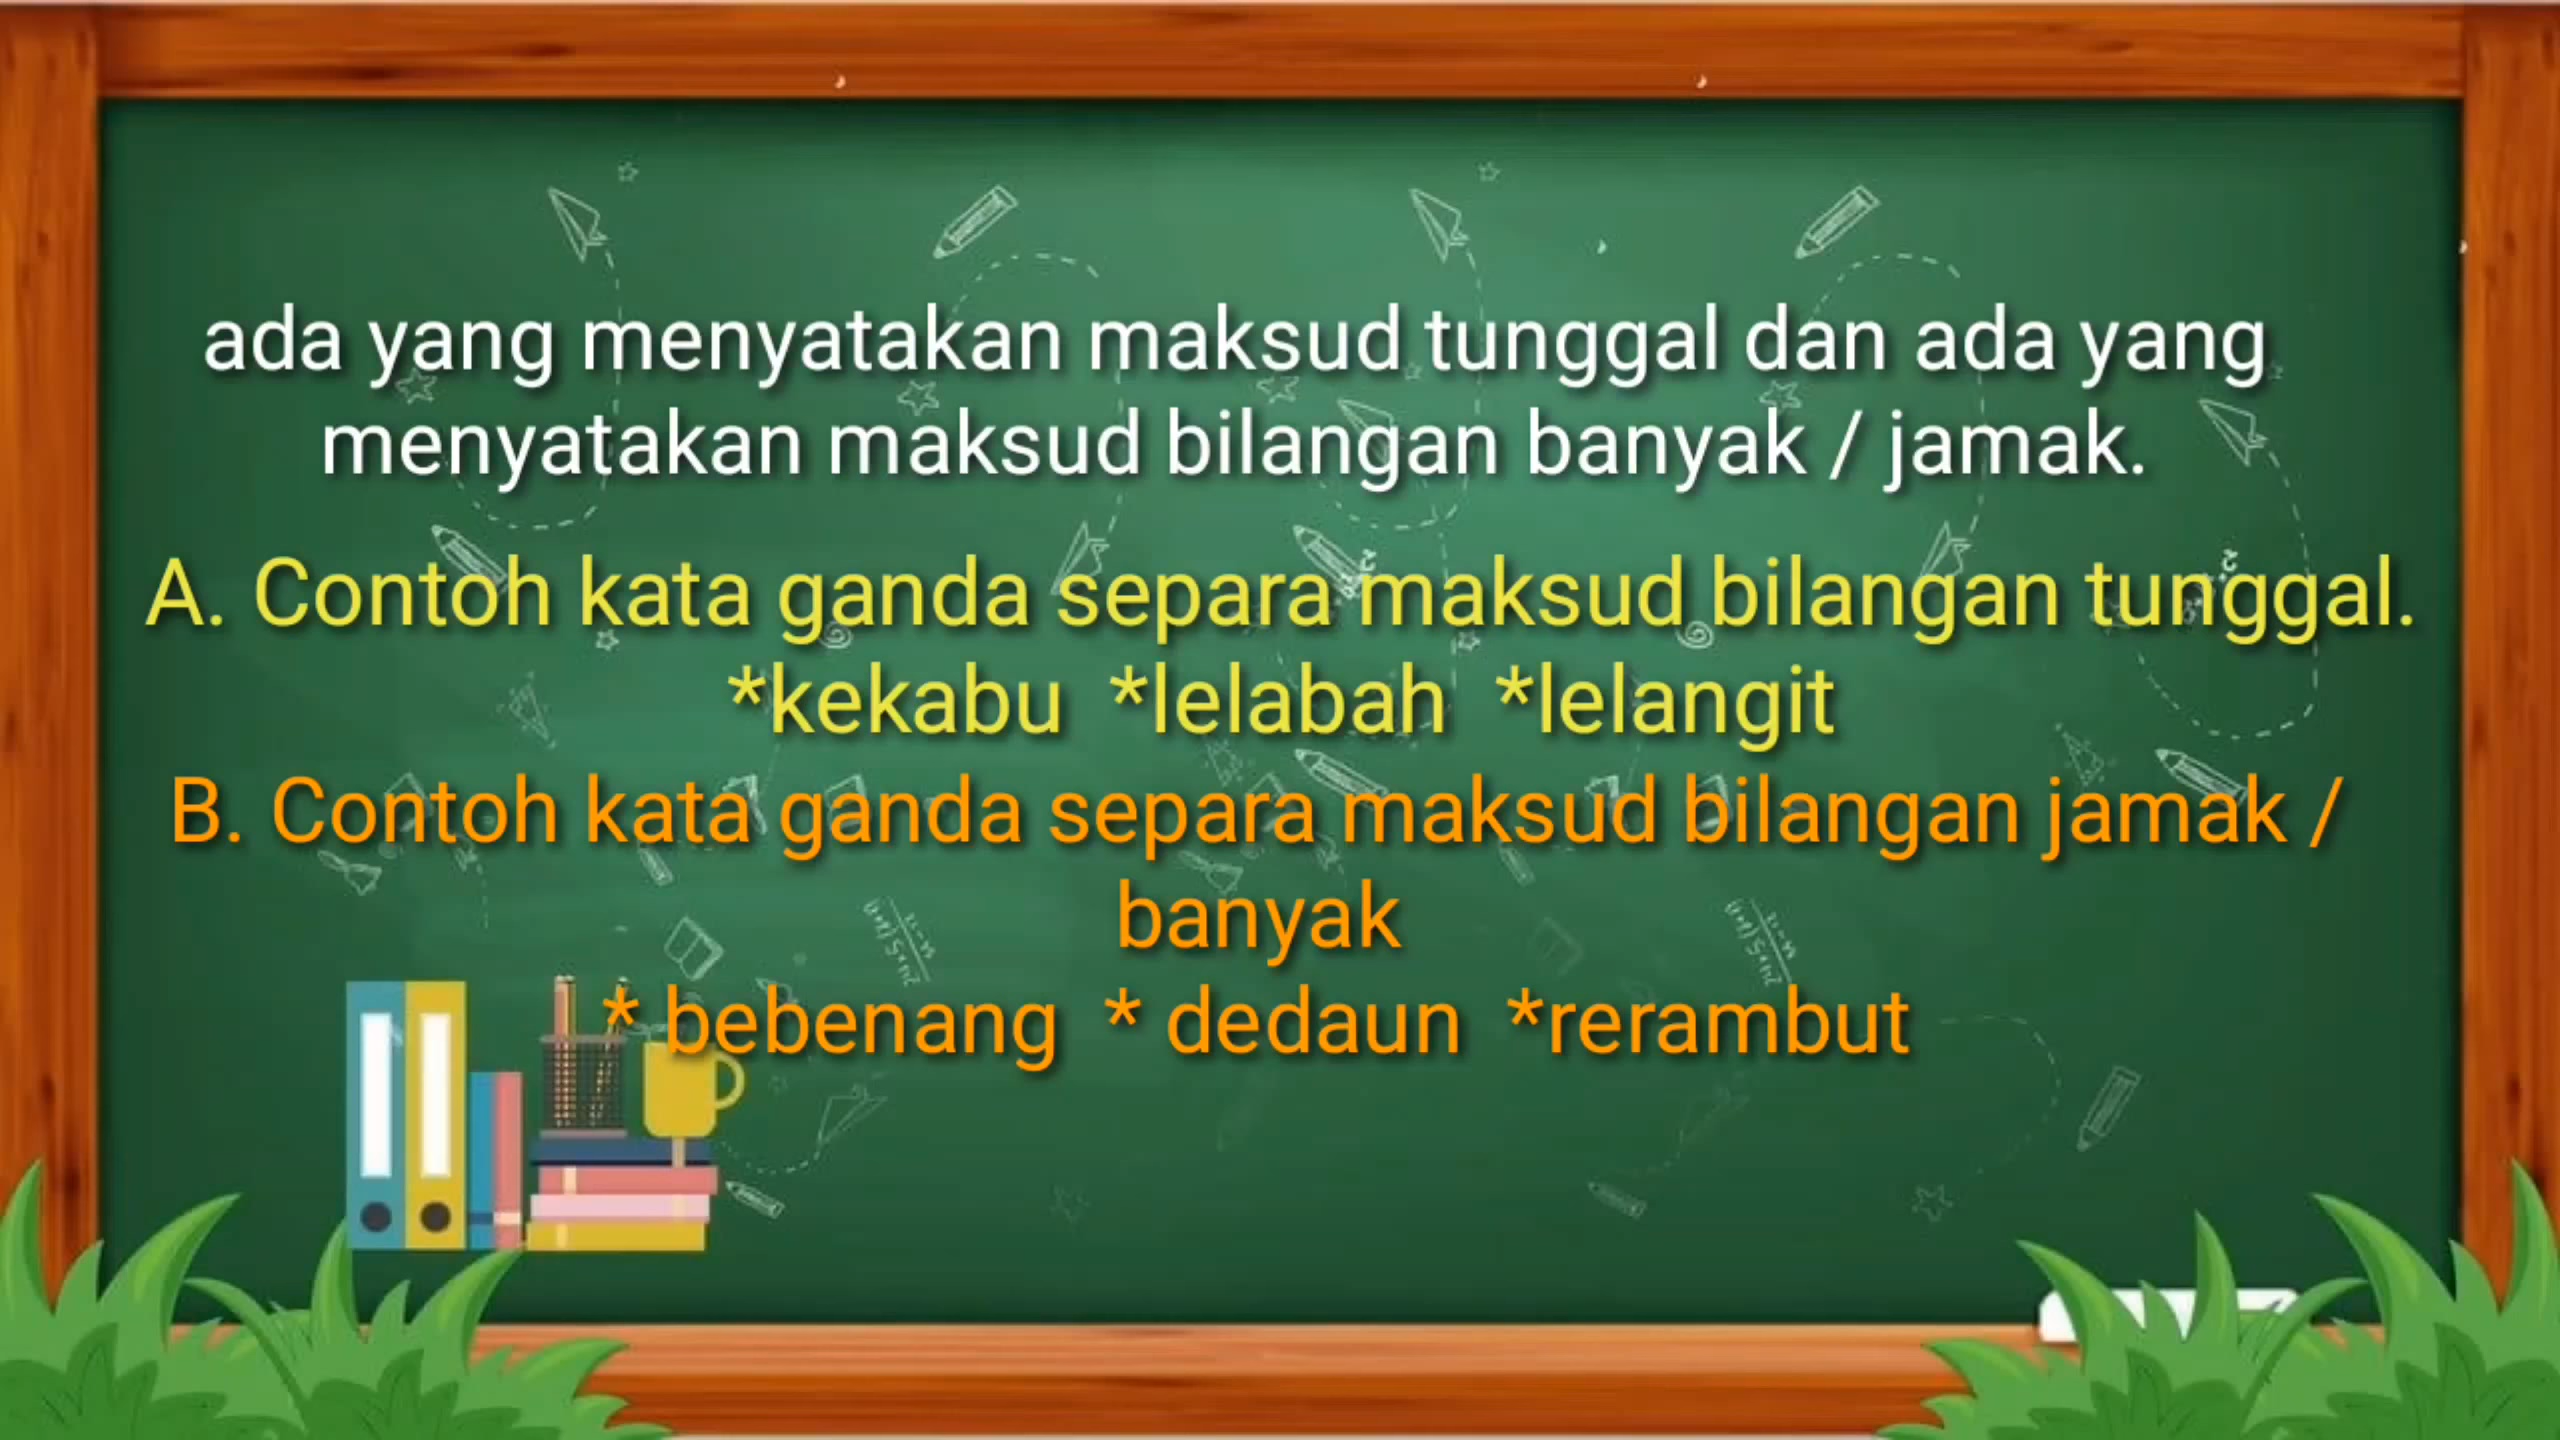 ada yang menyatakan maksud tunggal dan ada yang
menyatakan maksud bilangan banyak / jamak.
A. Contoh kata ganda separa maksud bilangan tunggal.
*kekabu *lelabah *lelangit
B. Contoh kata ganda separa maksud bilangan jamak /
banyak
* bebenang * dedaun *rerambut